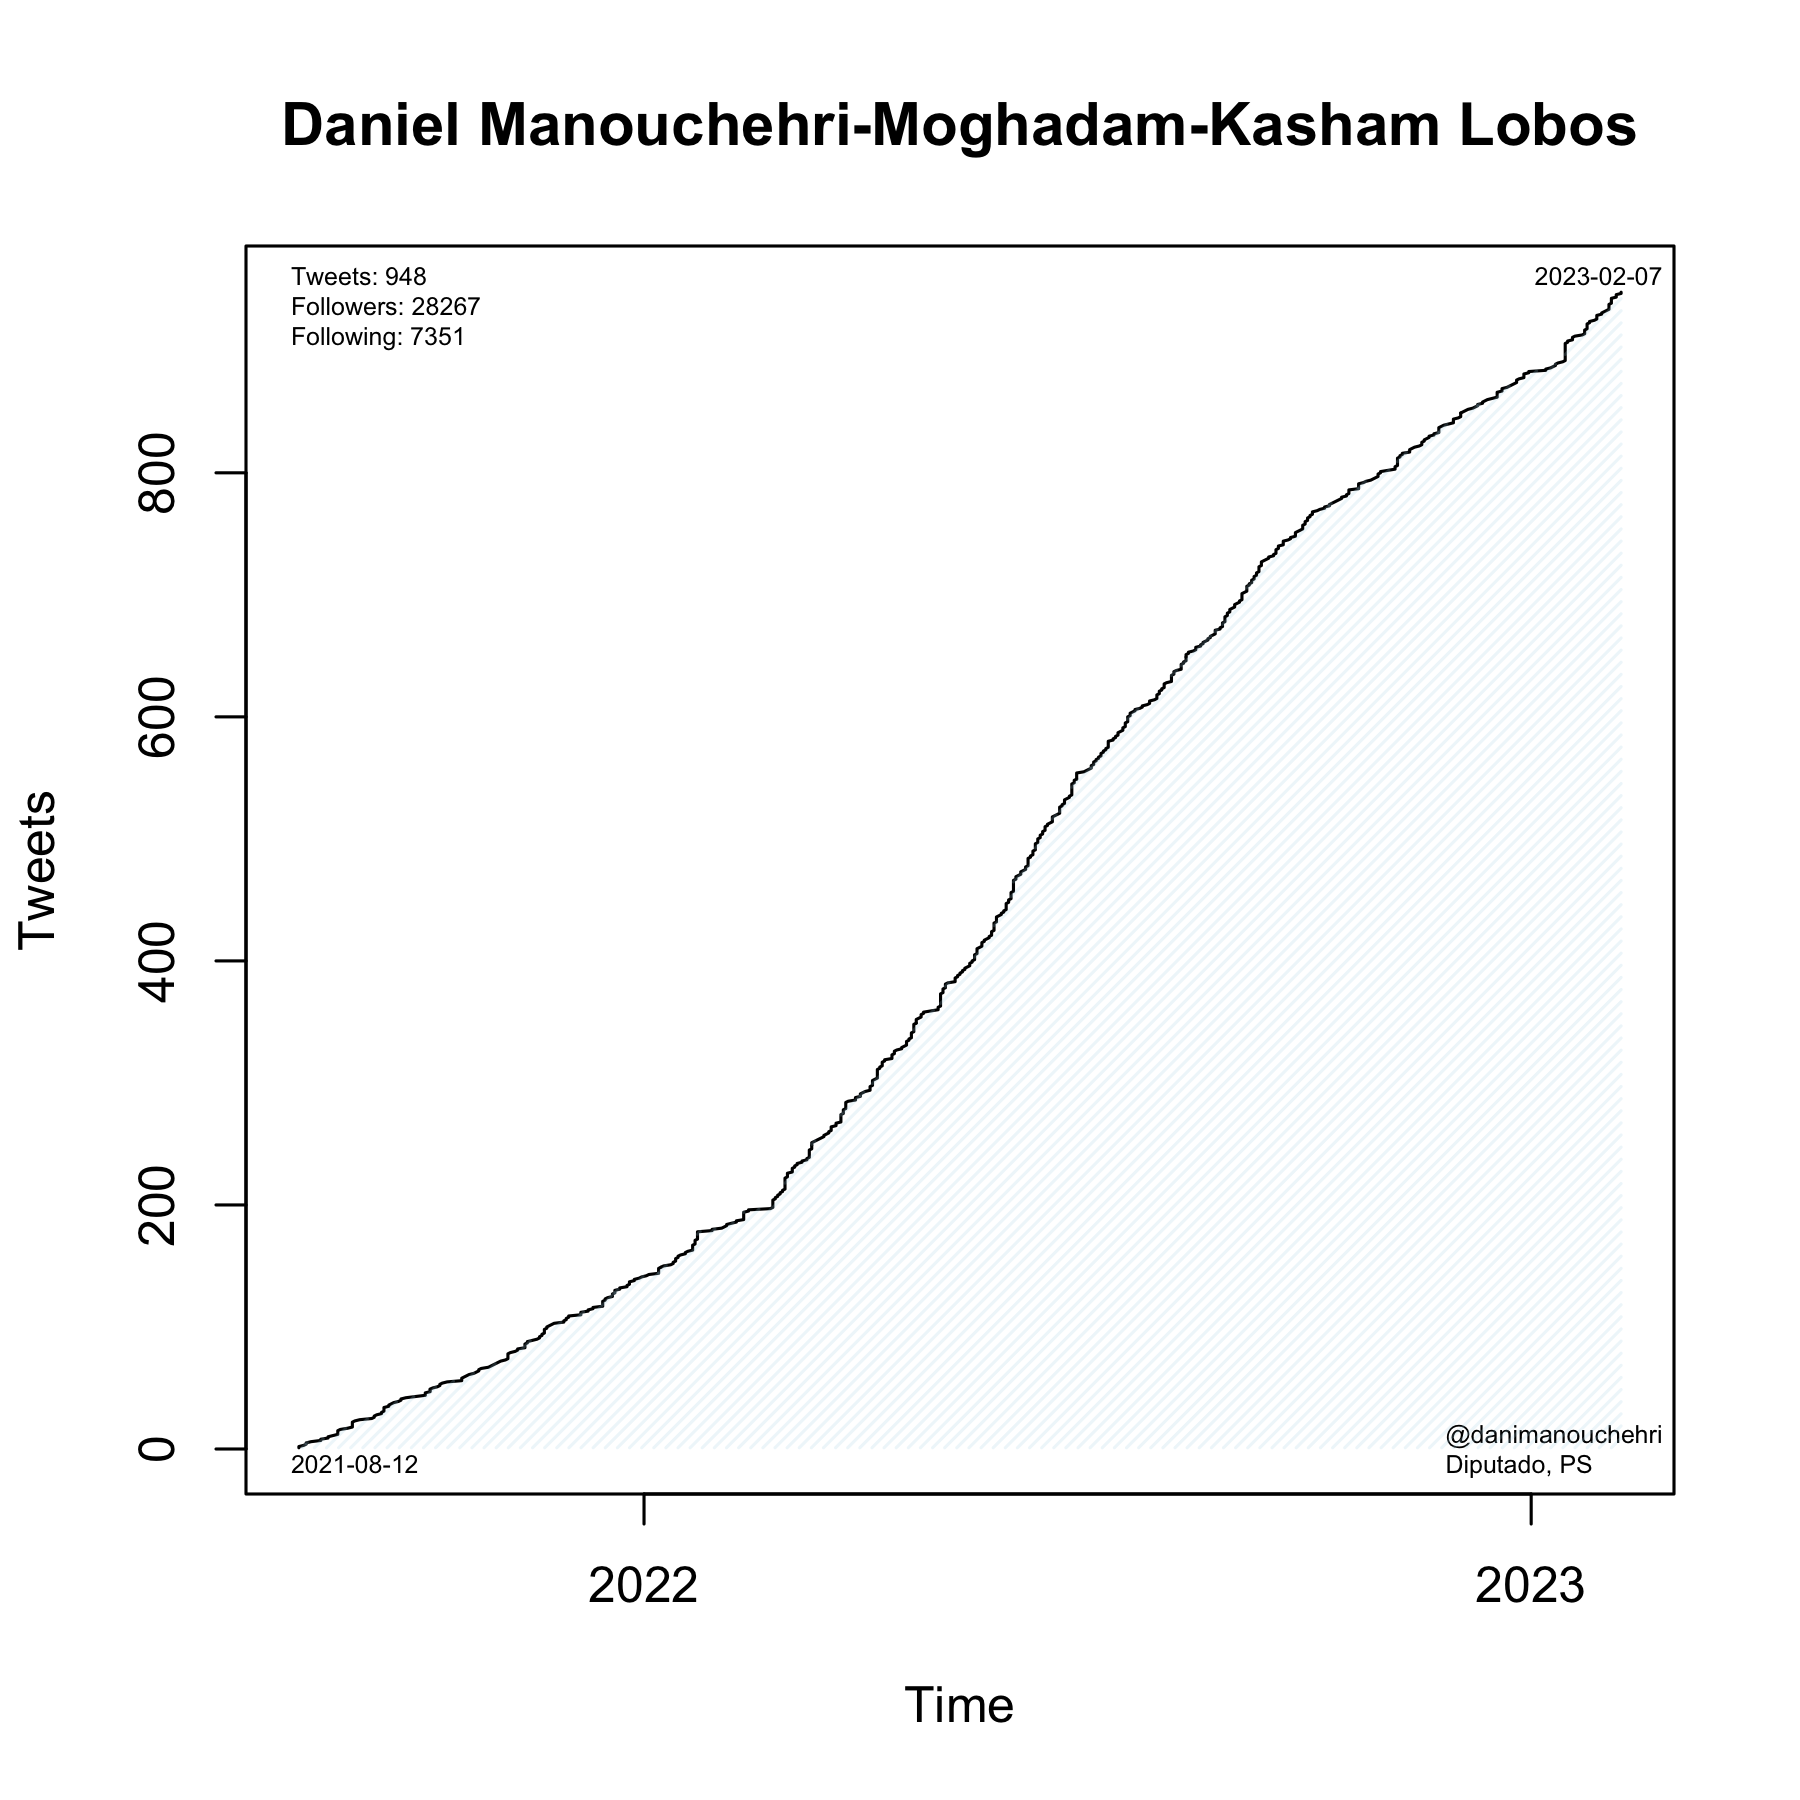 Daniel Manouchehri-Moghadam-Kasham Lobos
Tweets: 948
Followers: 28267
Following: 7351
2023-02-07
800
600
400
200
0
Tweets
2021-08-12
@danimanouchehri
Diputado, PS
2022
2023
Time